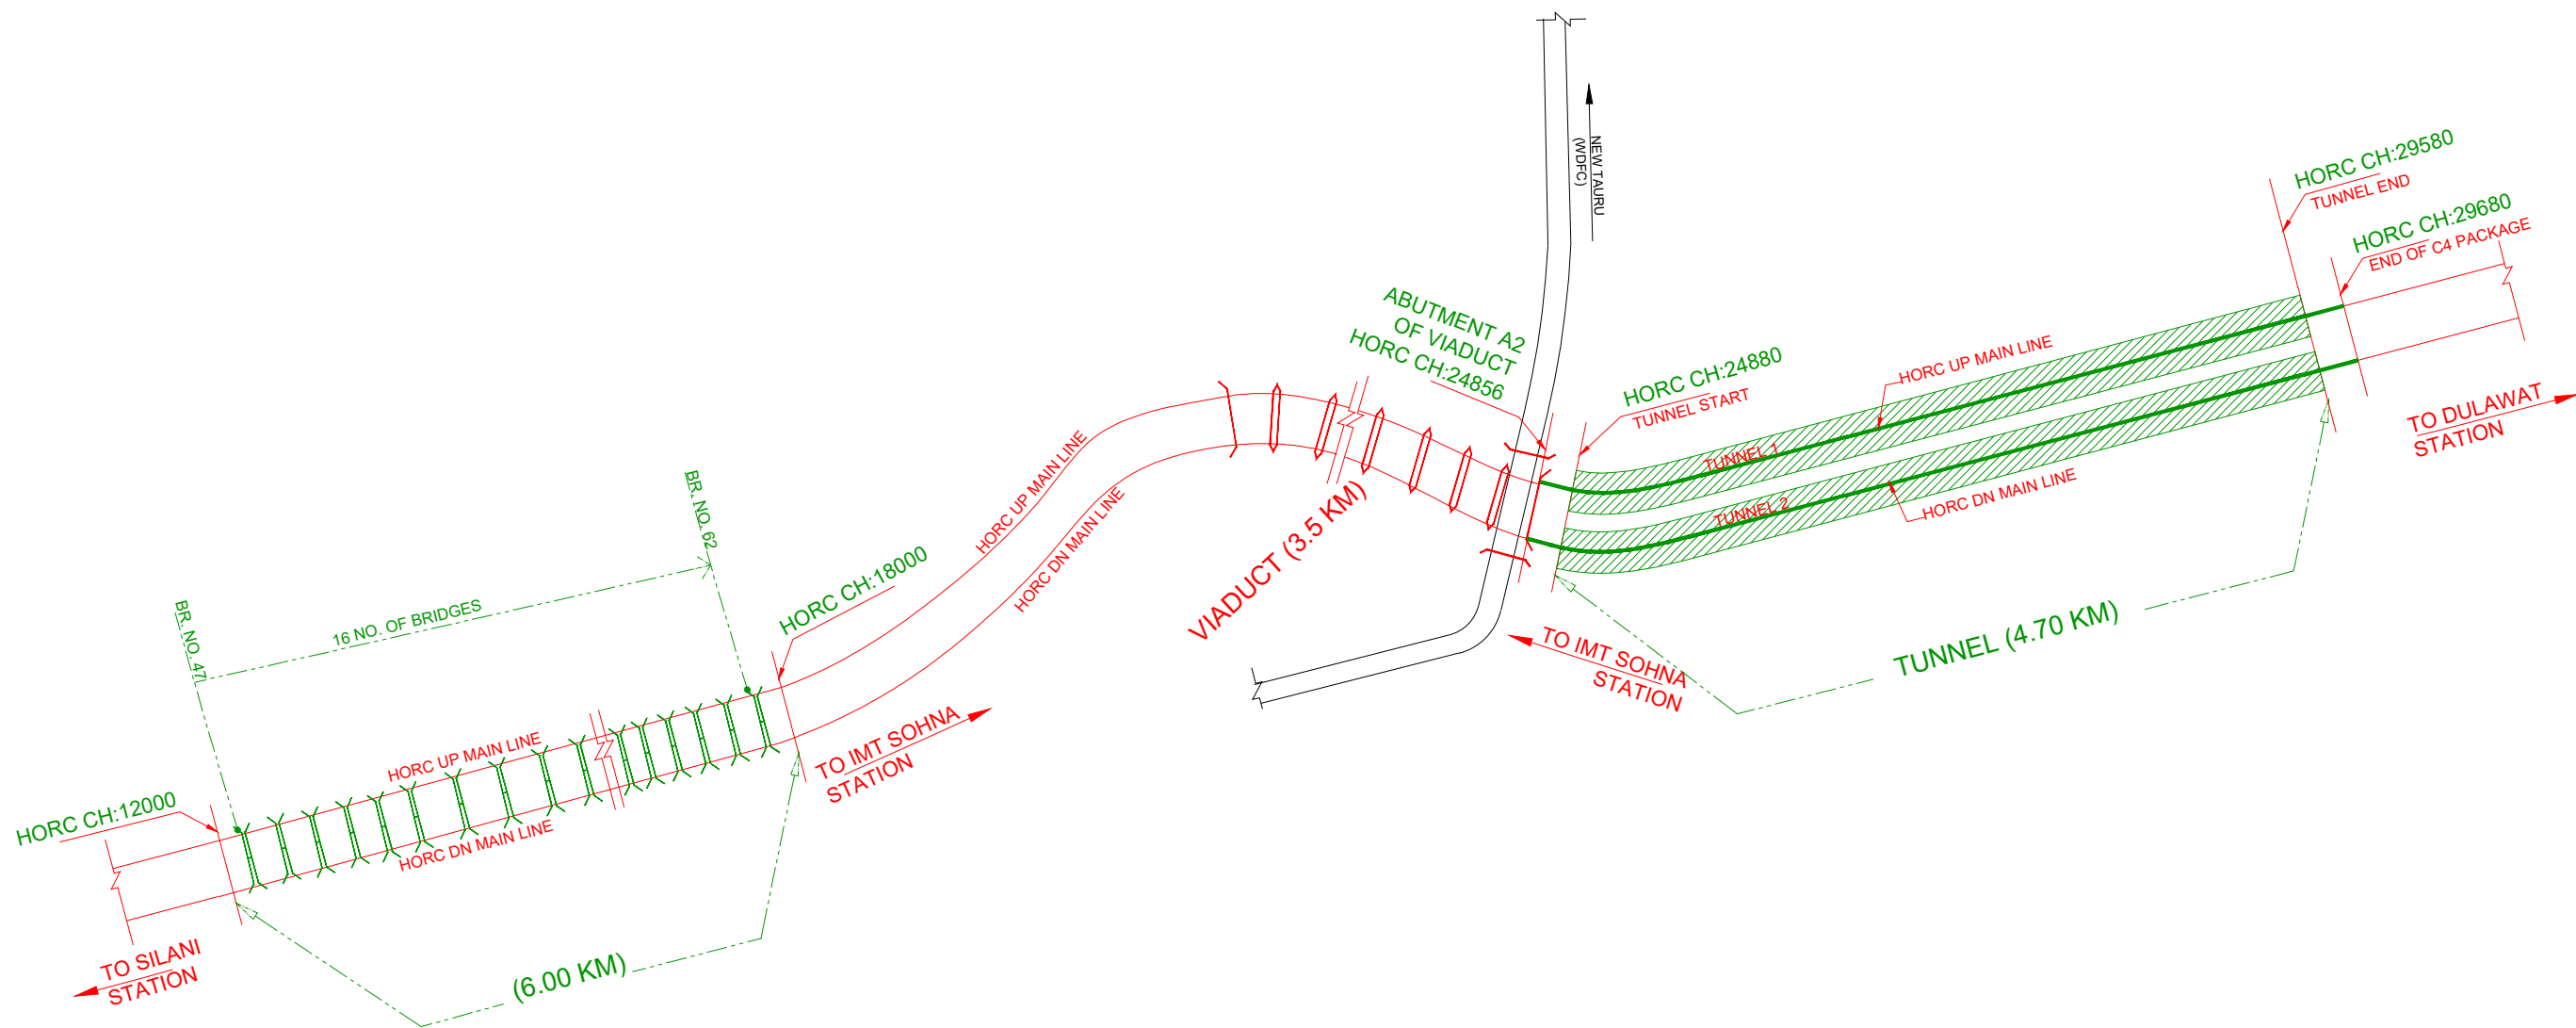 HORC CH:12000
TO SILANI
STATION
BR. NO. 47
16 NO. OF BRIDGES
BR. NO. 62
HORC UP MAIN LINE
HORC DN MAIN LINE
(6.00 KM)
HORC CH:18000
TO IMT SOHNA
STATION
HORC UP MAIN LINE
HORC DN MAIN LINE
VIADUCT (3.5 KM)
ABUTMENT A2
OF VIADUCT
HORC CH:24856
NEW TAURU
(WDFC)
TO IMT SOHNA
STATION
HORC CH:24880
TUNNEL START
TUNNEL 1
TUNNEL 2
HORC UP MAIN LINE
HORC DN MAIN LINE
TUNNEL (4.70 KM)
HORC CH:29580
TUNNEL END
HORC CH:29680
END OF C4 PACKAGE
TO DULAWAT
STATION